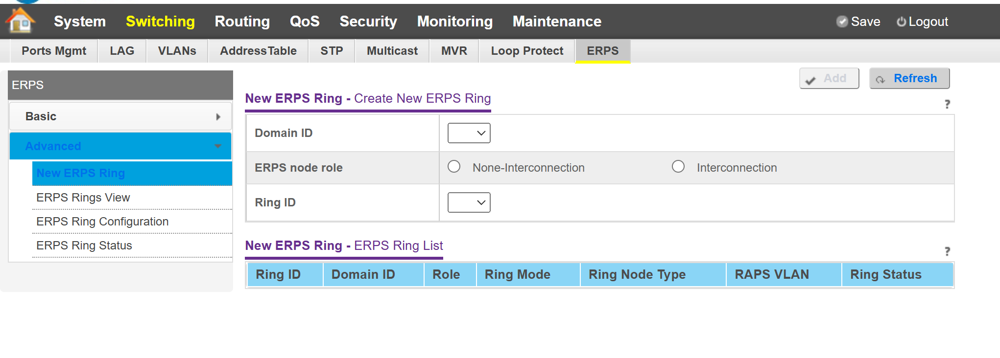 System Switching Routing QoS Security Monitoring Maintenance Save Logout
Ports Mgmt LAG VLANs AddressTable STP Multicast MVR Loop Protect ERPS
ERPS
Basic
Advanced
New ERPS Ring
ERPS Rings View
ERPS Ring Configuration
ERPS Ring Status
Add Refresh
New ERPS Ring - Create New ERPS Ring
?
Domain ID
ERPS node role None-Interconnection Interconnection
Ring ID
New ERPS Ring - ERPS Ring List
?
Ring ID Domain ID Role Ring Mode Ring Node Type RAPS VLAN Ring Status